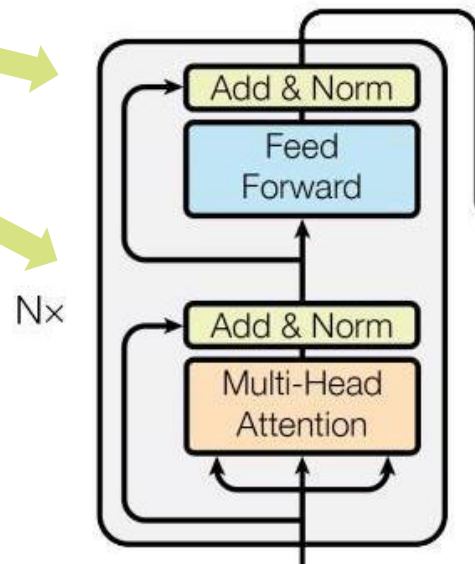 Add & Norm
Feed
Forward
N×
Add & Norm
Multi-Head
Attention